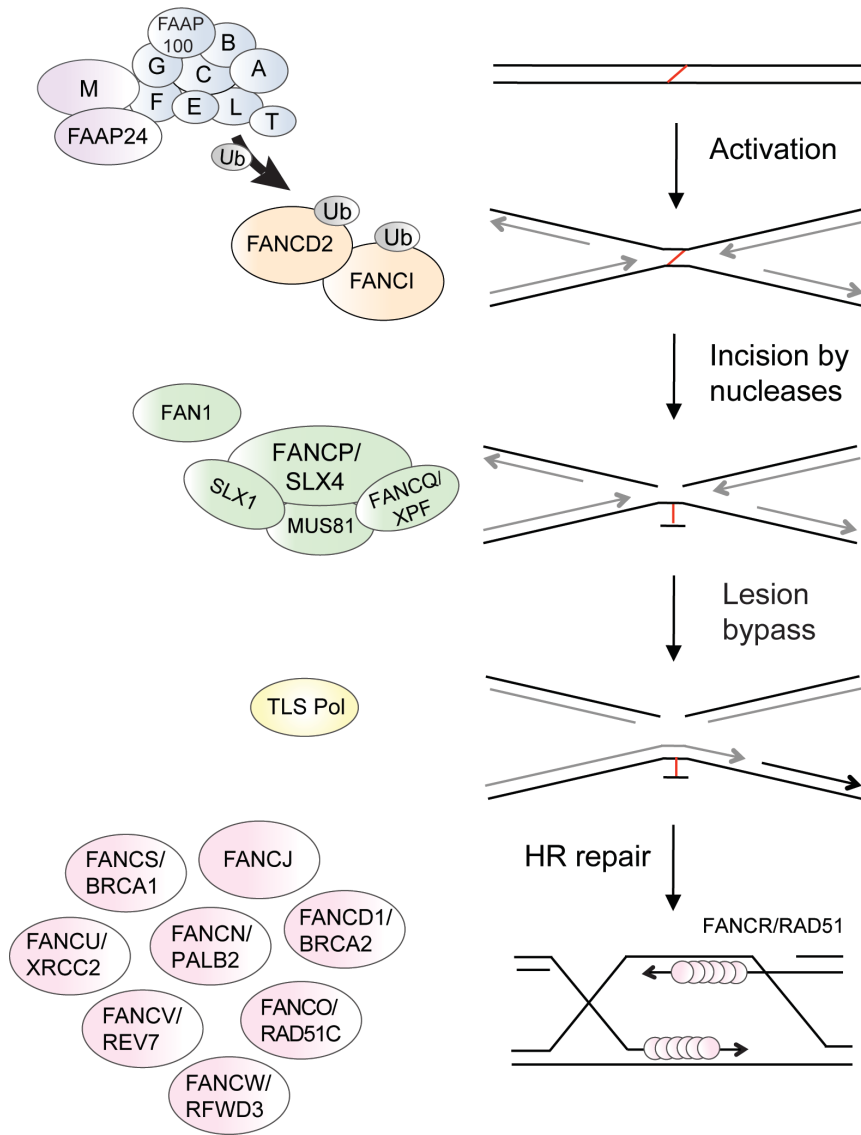 FAAP
100
B
G
C
A
M
F
E
L
T
FAAP24
Ub
Ub
FANCD2
Ub
FANCI
Activation
Incision by
nucleases
FAN1
FANCP/
SLX4
SLX1
FANCQ/
XPF
MUS81
Lesion
bypass
TLS Pol
HR repair
FANCS/
BRCA1
FANCJ
FANCD1/
BRCA2
FANCU/
XRCC2
FANCN/
PALB2
FANCV/
REV7
FANCO/
RAD51C
FANCW/
RFWD3
FANCR/RAD51